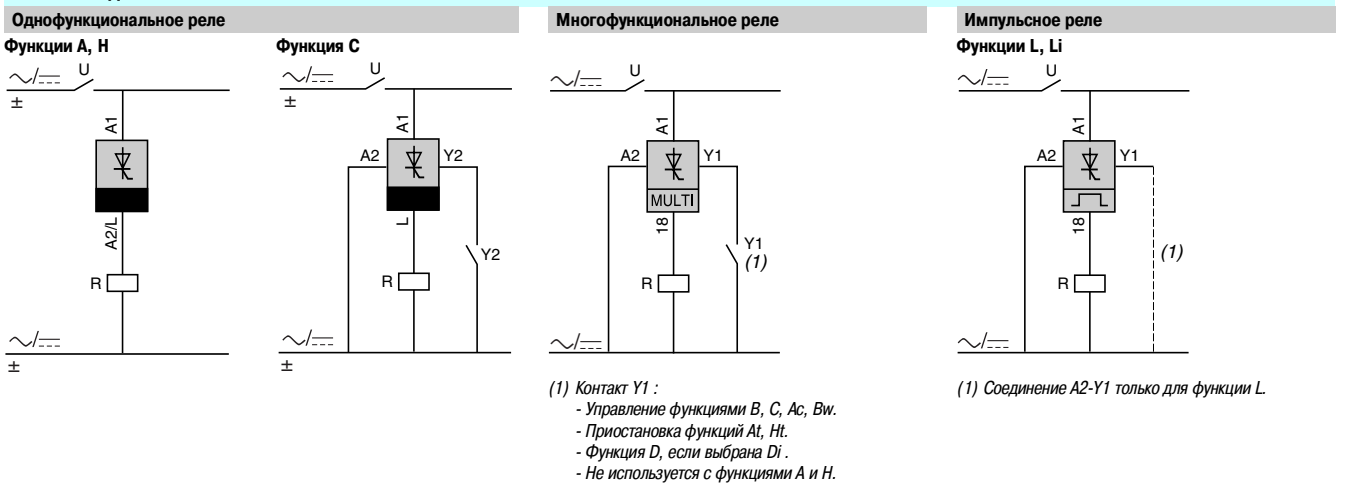 Однофункциональное реле
Функции A, H
Функция C
U
±
A1
A2/L
R
±
U
±
A1
A2
Y2
L
Y2
R
±
Многофункциональное реле
U
A1
A2
Y1
MULTI
18
Y1
(1)
R
(1) Контакт Y1 :
- Управление функциями B, C, Ac, Bw.
- Приостановка функций At, Ht.
- Функция D, если выбрана Di .
- Не используется с функциями A и H.
Импульсное реле
Функции L, Li
U
A1
A2
Y1
18
(1)
R
(1) Соединение A2-Y1 только для функции L.